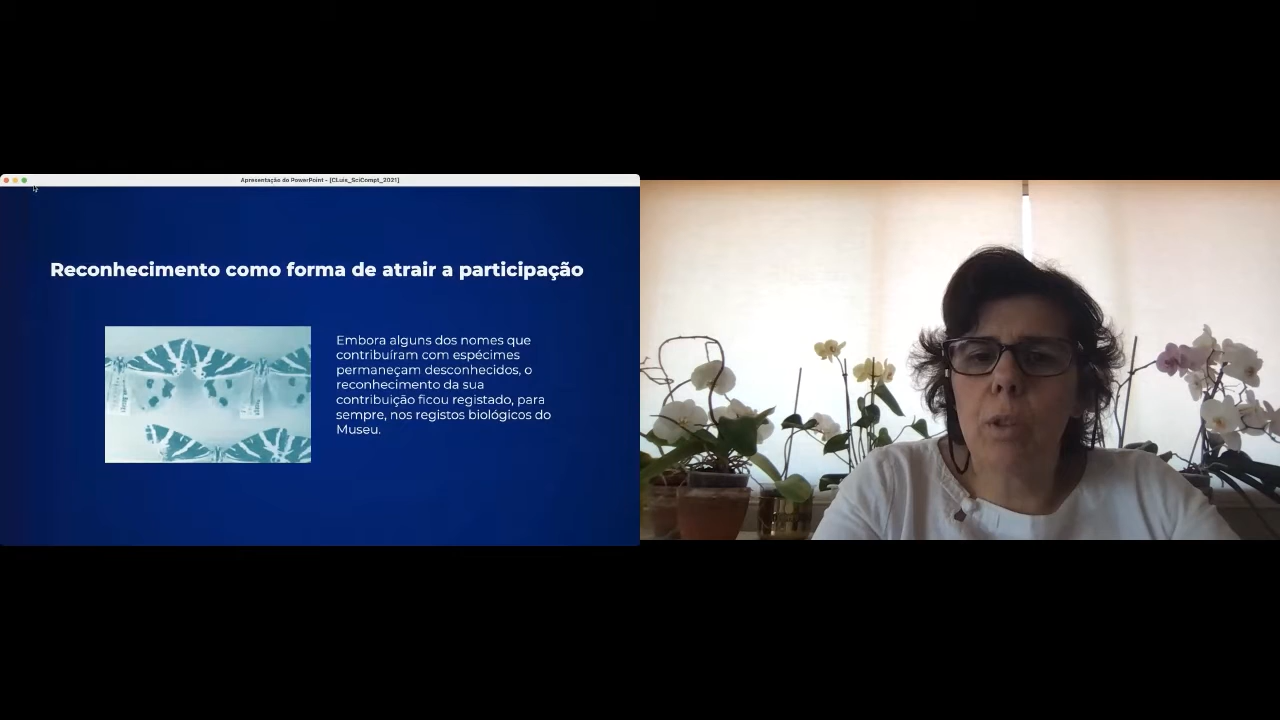 Apresentação do PowerPoint - [CLuis_SciCompt_2021]
Reconhecimento como forma de atrair a participação
Embora alguns dos nomes que
contribuíram com espécimes
permaneçam desconhecidos, o
reconhecimento da sua
contribuição ficou registado, para
sempre, nos registos biológicos do
Museu.